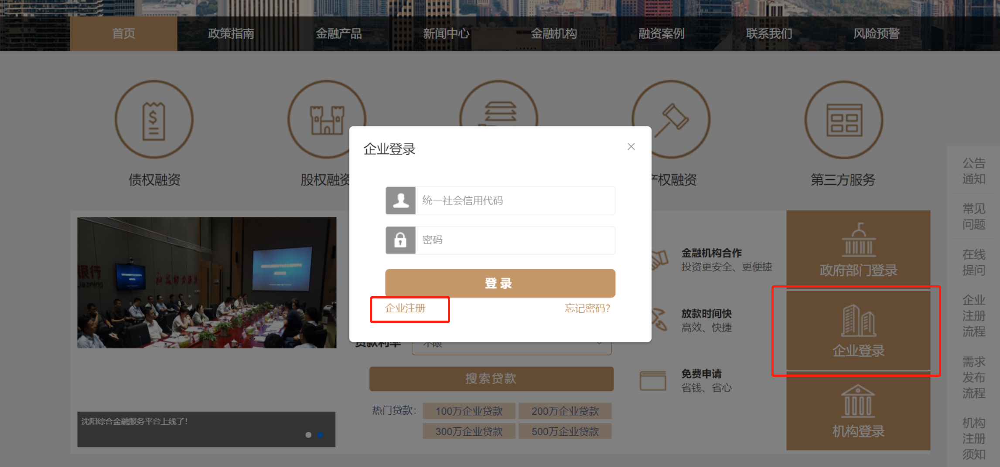 首页
政策指南
金融产品
新闻中心
金融机构
融资案例
联系我们
风险预警
债权融资
股权融资
权融资
第三方服务
企业登录
统一社会信用代码
密码
登录
企业注册
忘记密码?
金融机构合作
投资更安全、更便捷
放款时间快
高效、快捷
免费申请
省钱、省心
政府部门登录
企业登录
机构登录
贷款利率
不限
搜索贷款
热门贷款:
100万企业贷款
200万企业贷款
300万企业贷款
500万企业贷款
银行
Liaoning
沈阳综合金融服务平台上线了!
公告
通知
常见
问题
在线
提问
企业
注册
流程
需求
发布
流程
机构
注册
须知